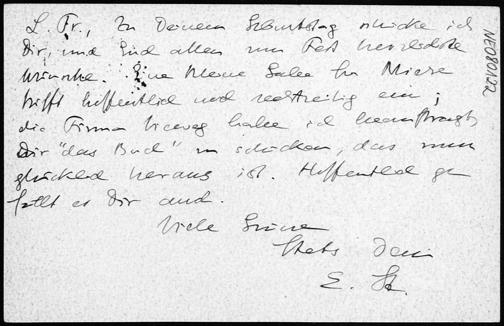 L. Fr., zu Deinem Geburtstag schicke ich
Dir, und Euch allen zum Fest herzlichste
Wünsche. Eine kleine Gabe für
trifft hoffentlich noch rechtzeitig ein;
die Firma Vieweg habe ich beauftragt,
Dir "das Buch" zu schicken, das nun
glücklich heraus ist. Hoffentlich ge
fällt es Dir auch.
Viele Grüsse
Stets Dein
E. St.
NE080122